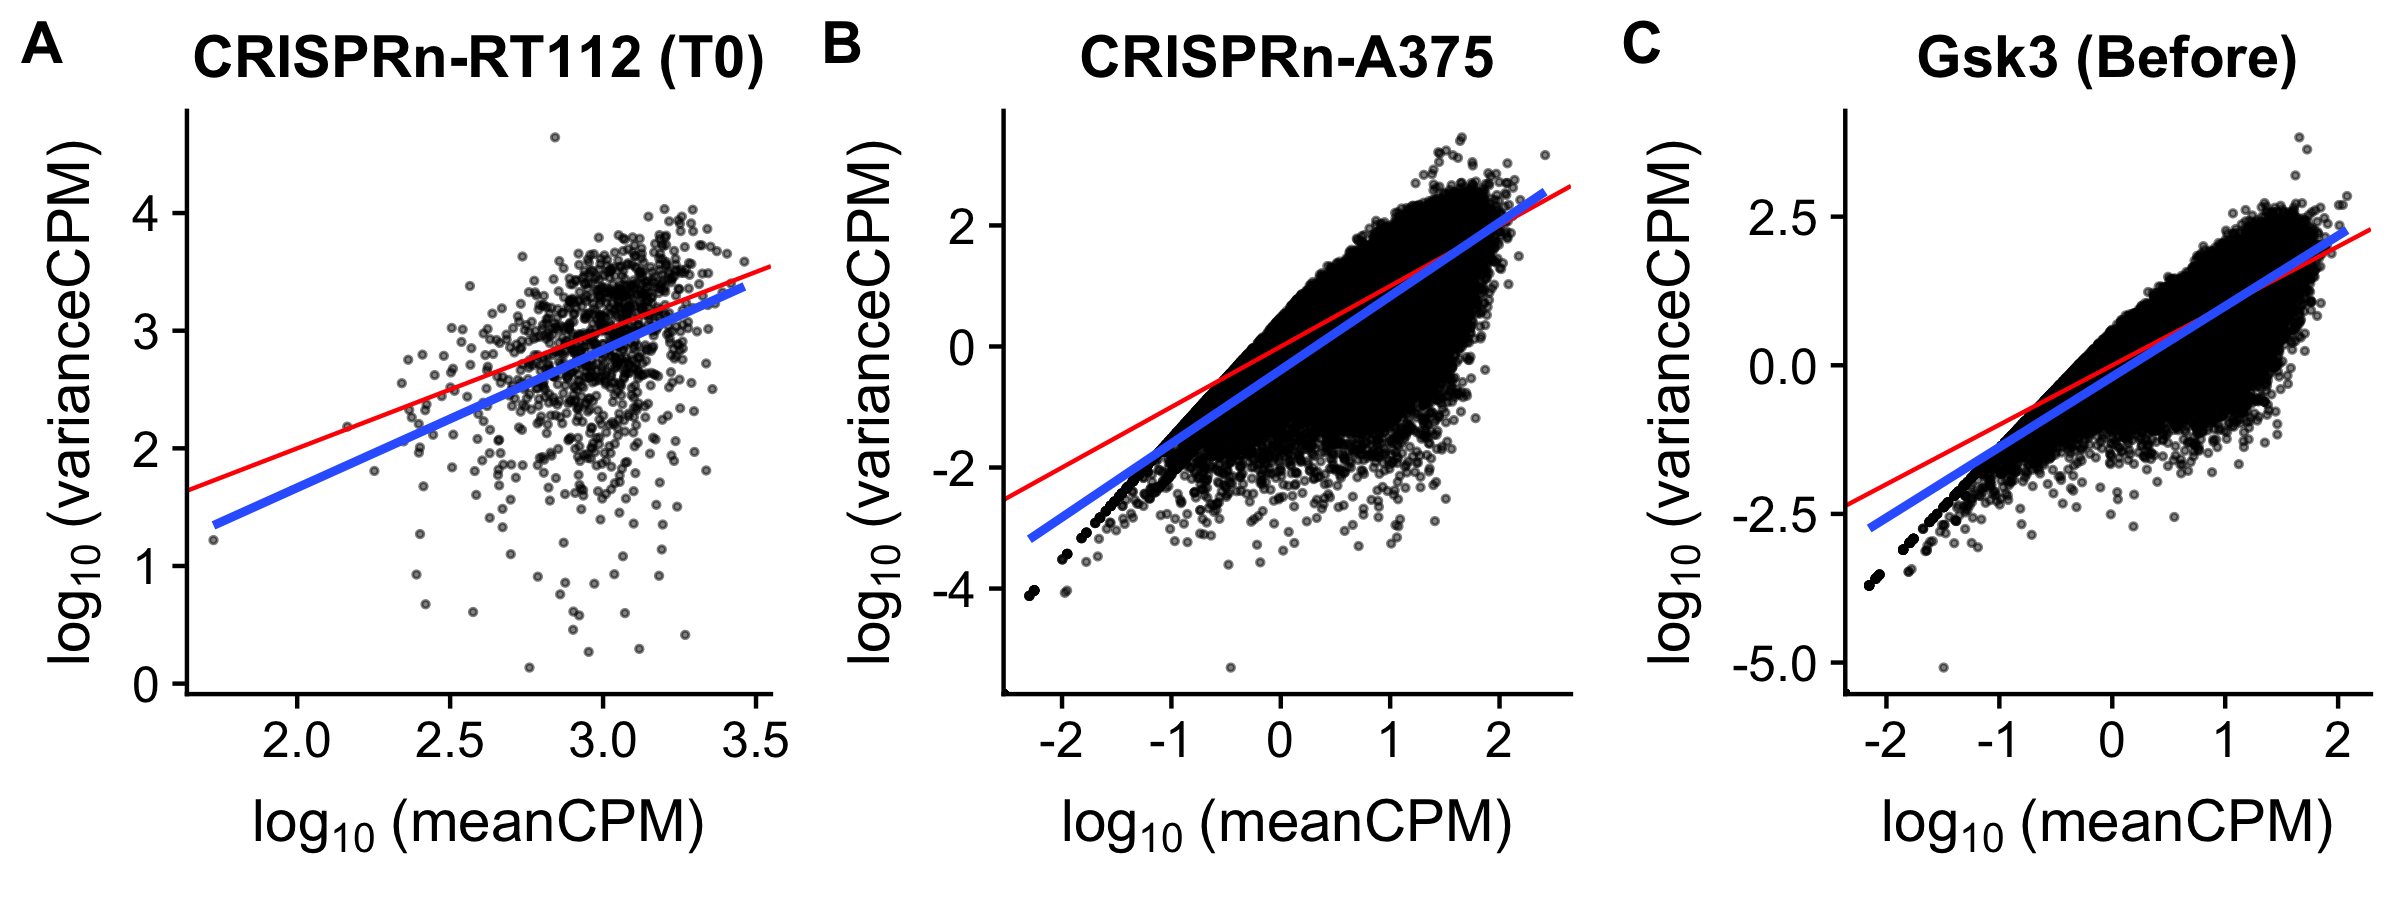 A
CRISPRn-RT112 (T0)
log10 (varianceCPM)
4
3
2
1
0
2.0 2.5 3.0 3.5
log10 (meanCPM)
B
CRISPRn-A375
log10 (varianceCPM)
2
0
-2
-4
-2 -1 0 1 2
log10 (meanCPM)
C
Gsk3 (Before)
log10 (varianceCPM)
2.5
0.0
-2.5
-5.0
-2 -1 0 1 2
log10 (meanCPM)